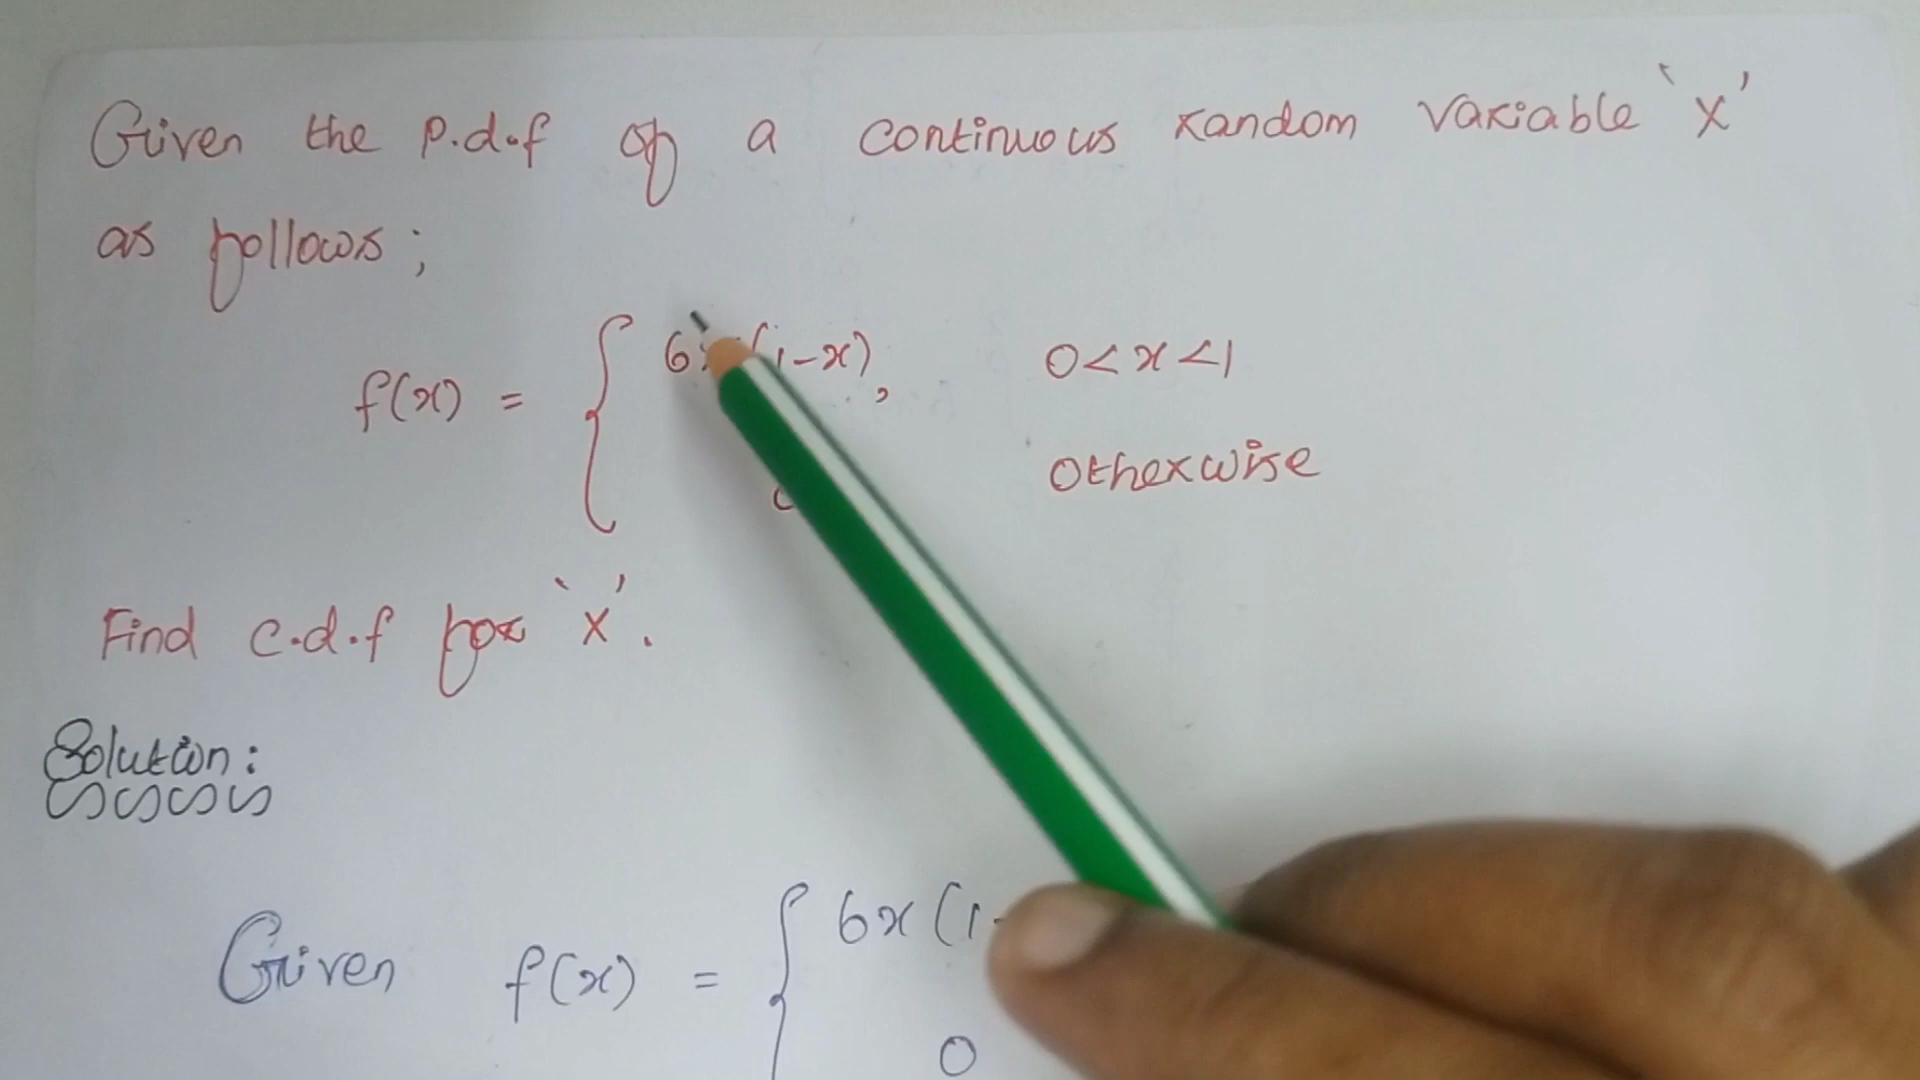 Given the p.d.f of a continuous random variable 'X'
as follows;
f(x) = { 6x(1-x), 0<x<1
0 otherwise
Find c.d.f for 'X'.
Solution:
Given f(x) = { 6x(1-
0